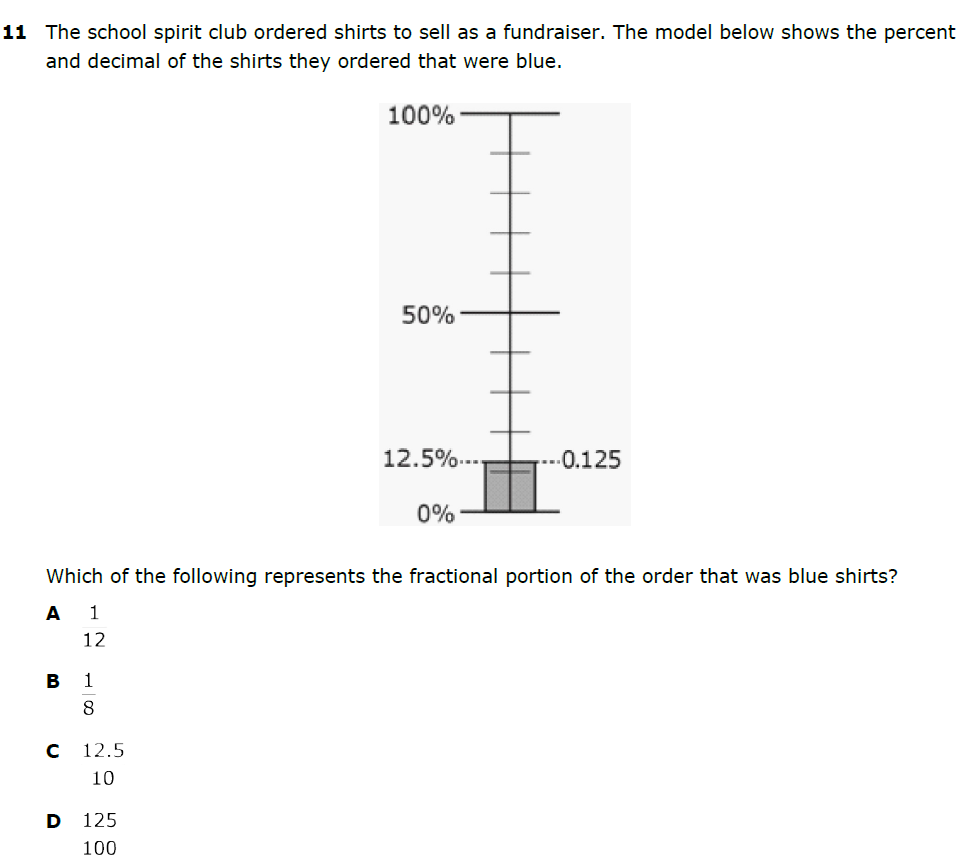 11 The school spirit club ordered shirts to sell as a fundraiser. The model below shows the percent
and decimal of the shirts they ordered that were blue.
100%
50%
12.5% 0.125
0%
Which of the following represents the fractional portion of the order that was blue shirts?
A 1
12
B 1
8
C 12.5
10
D 125
100